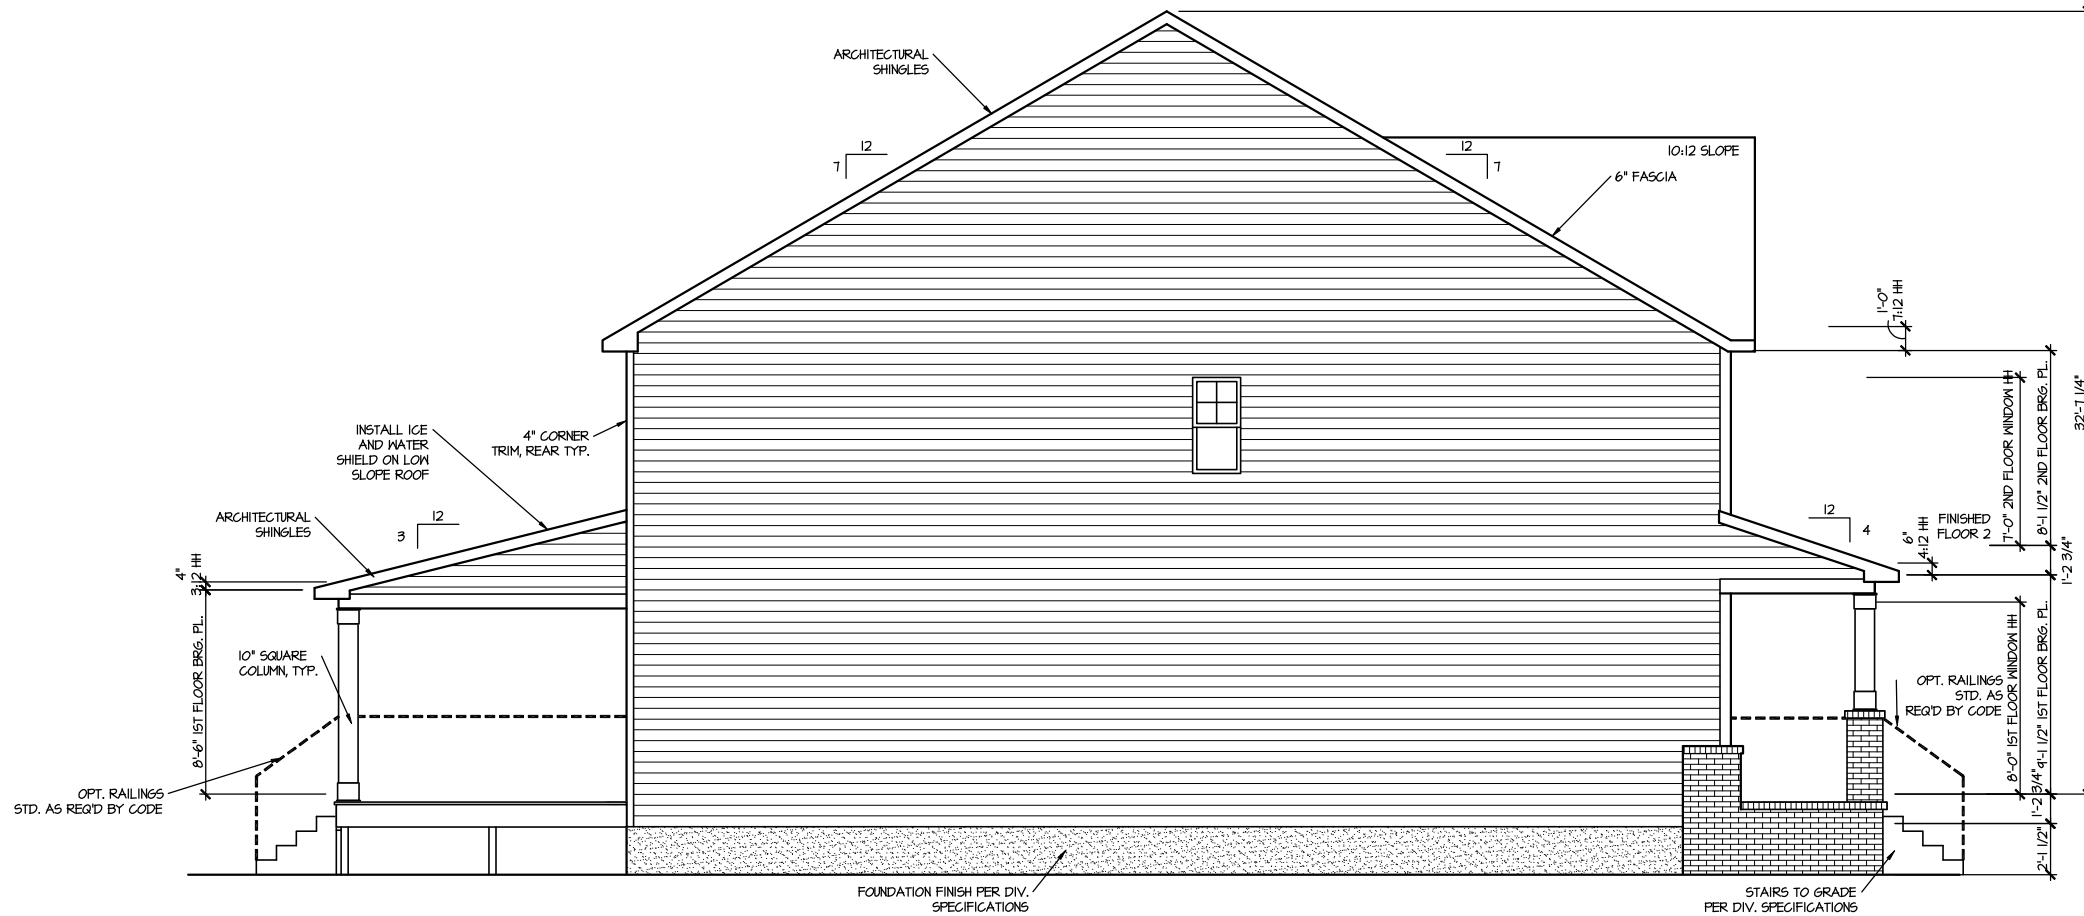 ARCHITECTURAL
SHINGLES
12
7
12
7
10:12 SLOPE
6" FASCIA
1'-0"
7:12 HH
32'-7 1/4"
INSTALL ICE
AND WATER
SHIELD ON LOW
SLOPE ROOF
4" CORNER
TRIM, REAR TYP.
7'-0" 2ND FLOOR WINDOW HH
8'-1 1/2" 2ND FLOOR BRG. PL.
ARCHITECTURAL
SHINGLES
12
3
12
4
FINISHED
FLOOR 2
6"
4:12 HH
1'-2 3/4"
4"
3:12 HH
8'-6" 1ST FLOOR BRG. PL.
10" SQUARE
COLUMN, TYP.
OPT. RAILINGS
STD. AS
REQ'D BY CODE
8'-0" 1ST FLOOR WINDOW HH
9'-1 1/2" 1ST FLOOR BRG. PL.
OPT. RAILINGS
STD. AS REQ'D BY CODE
1'-2 3/4"
2'-1 1/2"
FOUNDATION FINISH PER DIV.
SPECIFICATIONS
STAIRS TO GRADE
PER DIV. SPECIFICATIONS